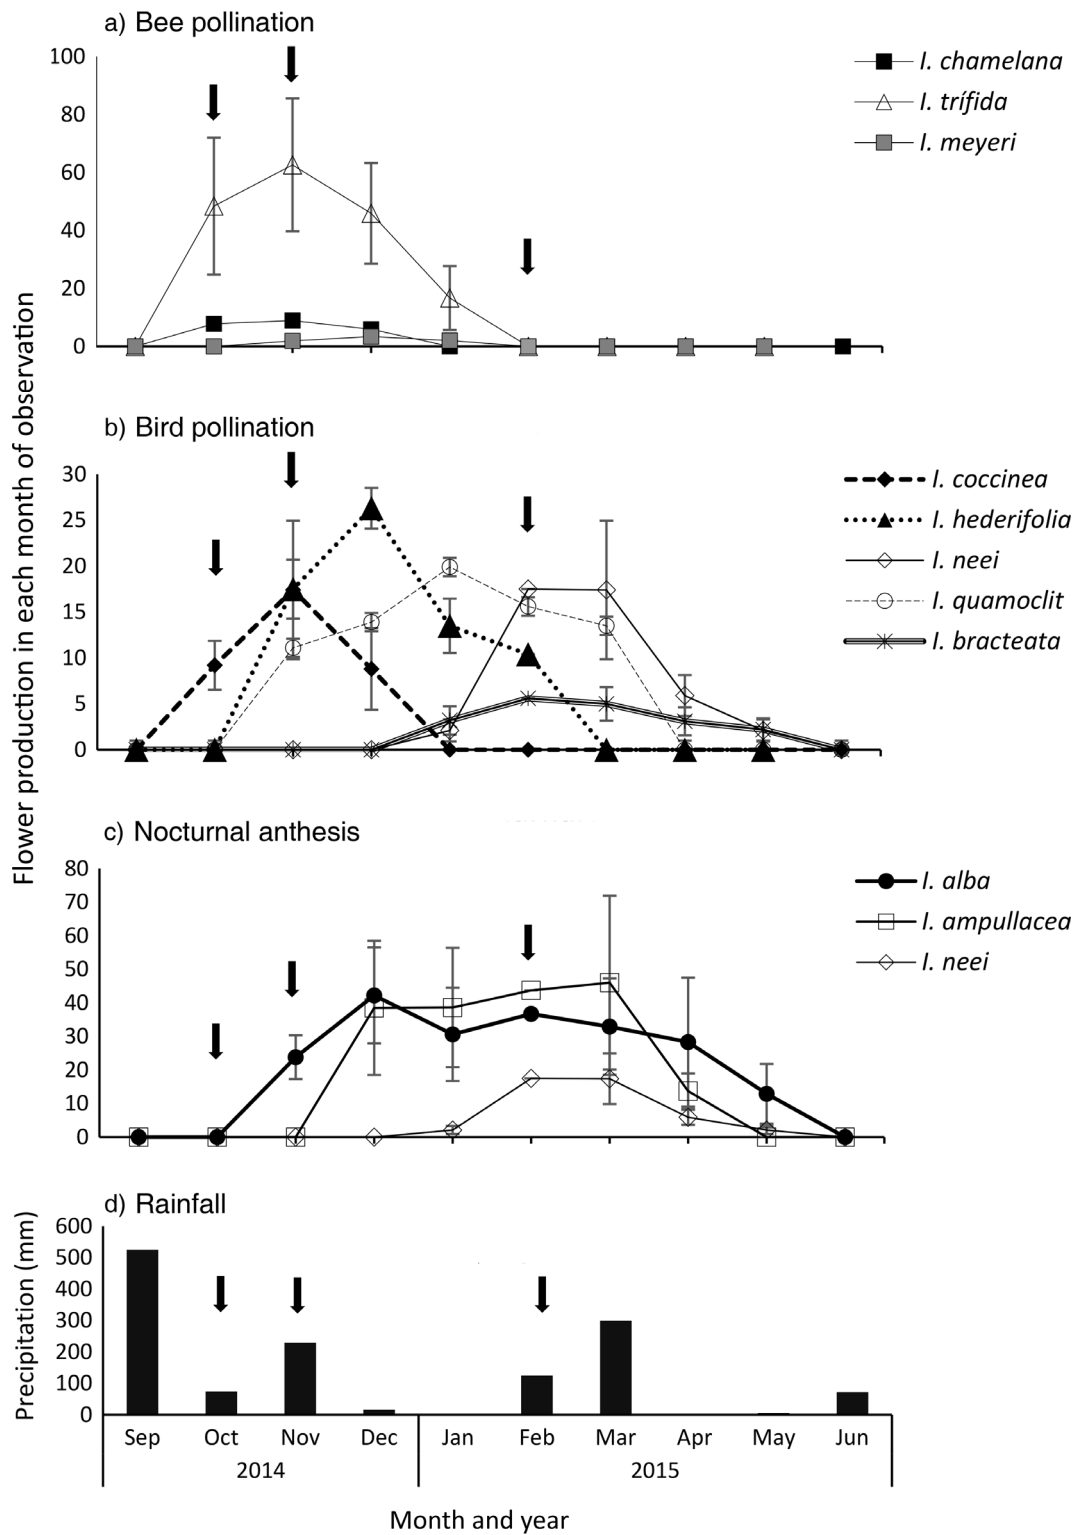 a) Bee pollination
100
80
60
40
20
0
I. chamelana
I. trífida
I. meyeri
Flower production in each month of observation
b) Bird pollination
30
25
20
15
10
5
0
I. coccinea
I. hederifolia
I. neei
I. quamoclit
I. bracteata
c) Nocturnal anthesis
80
70
60
50
40
30
20
10
0
I. alba
I. ampullacea
I. neei
d) Rainfall
Precipitation (mm)
600
500
400
300
200
100
0
Sep Oct Nov Dec Jan Feb Mar Apr May Jun
2014 2015
Month and year